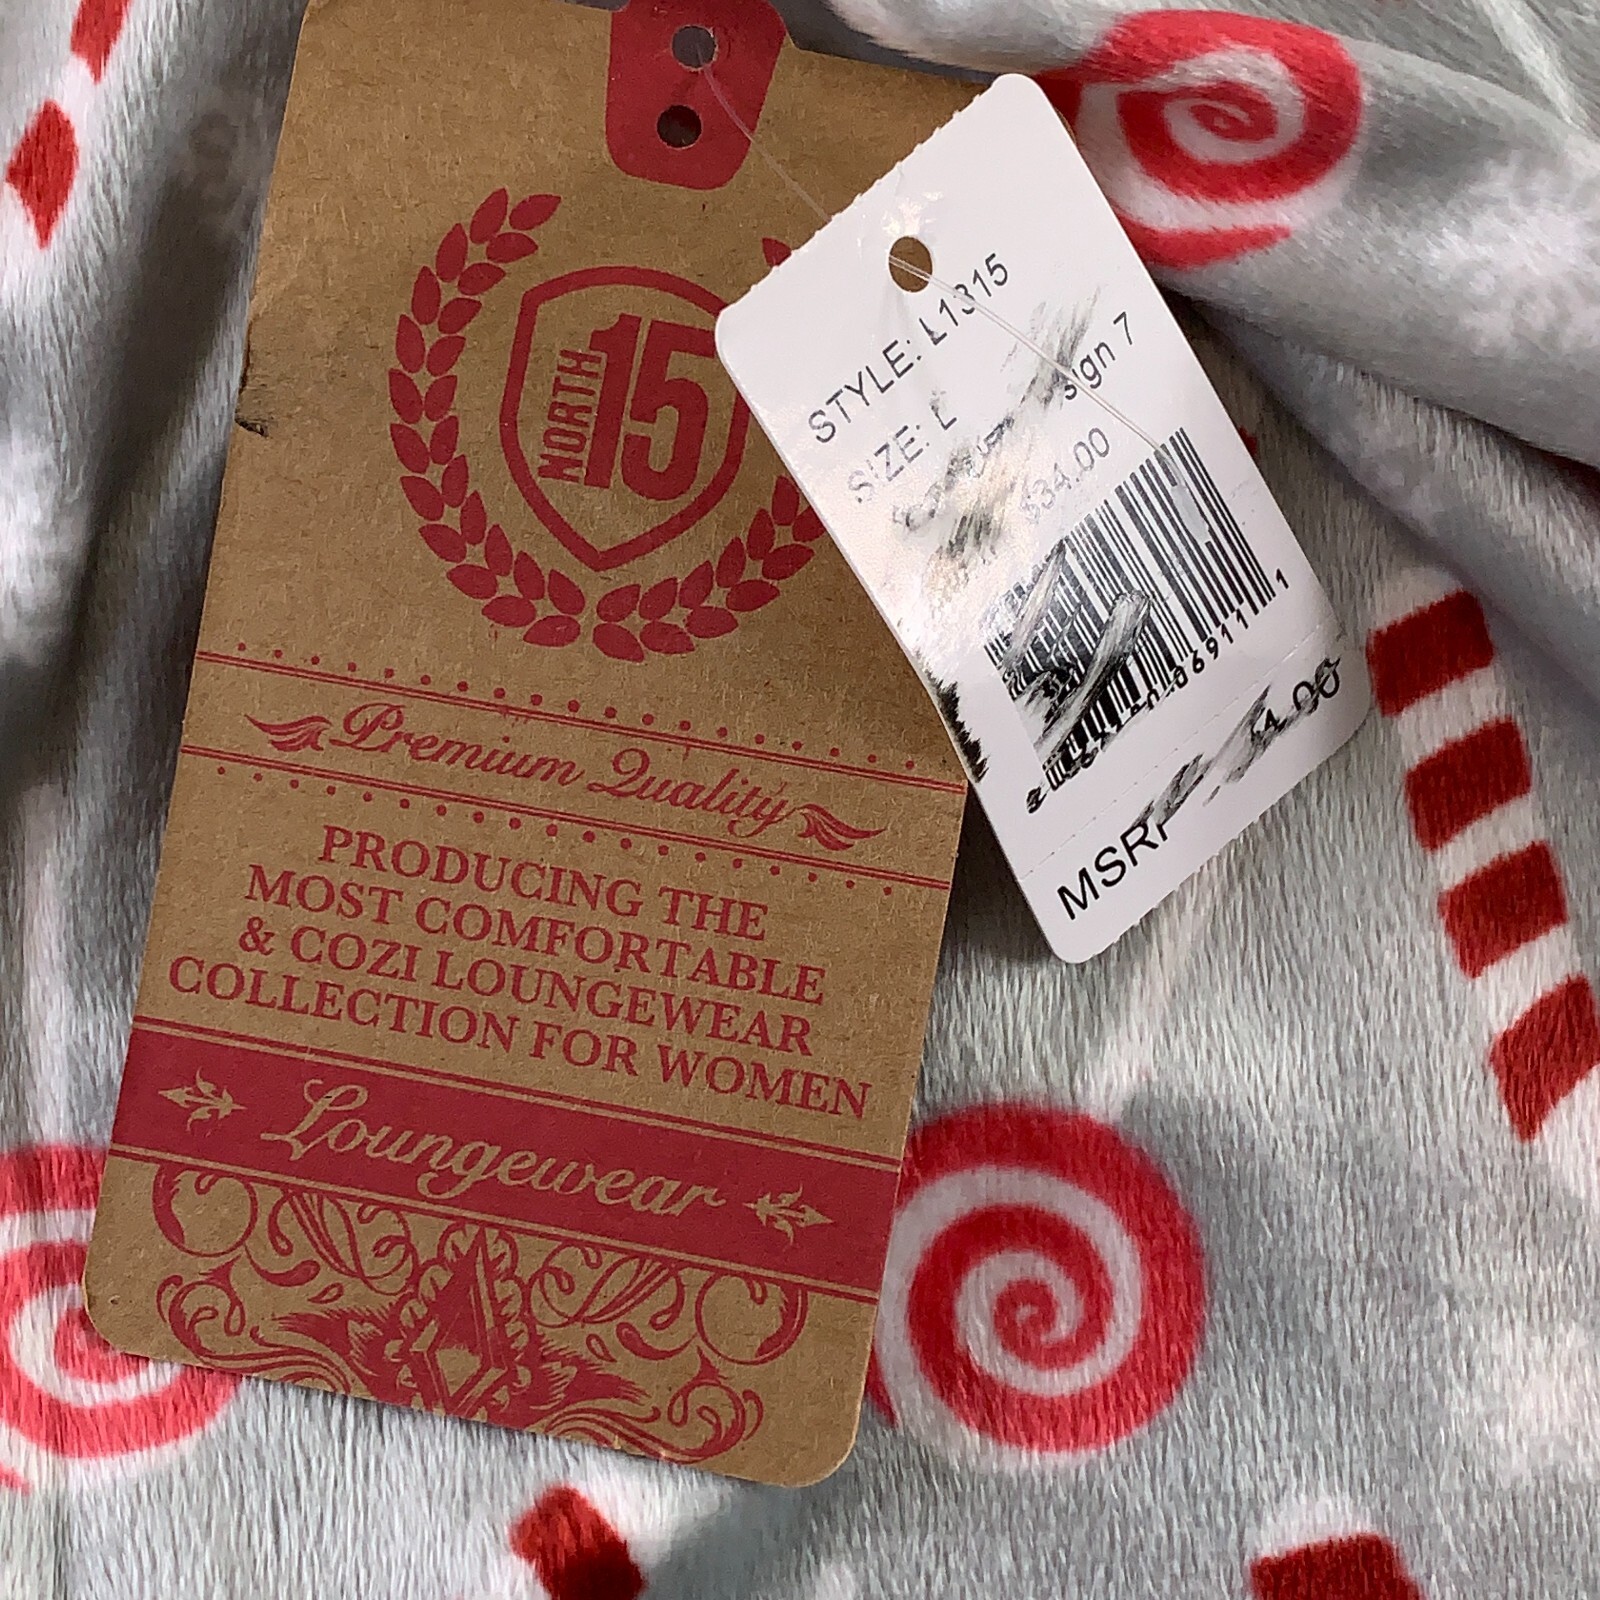 NORTH
15
Premium Quality
PRODUCING THE
MOST COMFORTABLE
& COZI LOUNGEWEAR
COLLECTION FOR WOMEN
Loungewear
STYLE: L1315
SIZE: L
sign 7
$34.00
MSRP